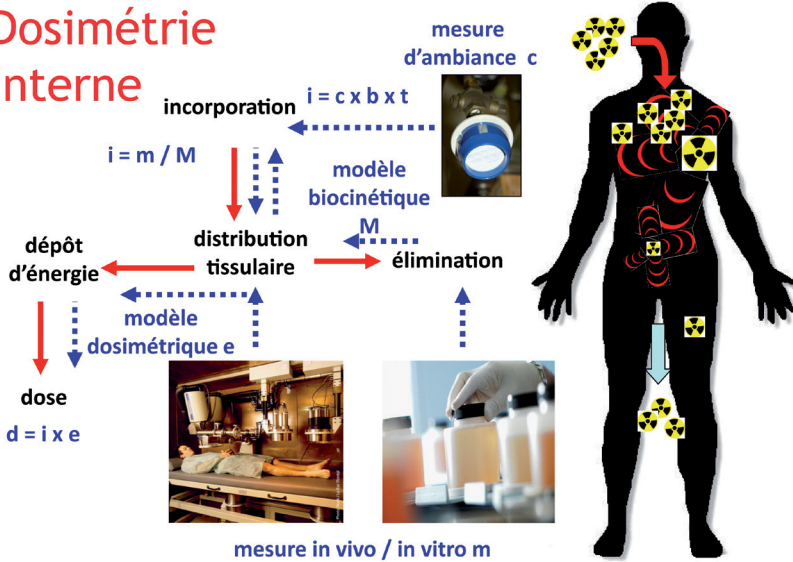 Dosimétrie
interne
mesure
d'ambiance c
incorporation
i = c x b x t
i = m / M
modèle
biocinétique
M
dépôt
d'énergie
distribution
tissulaire
élimination
modèle
dosimétrique e
dose
d = i x e
mesure in vivo / in vitro m